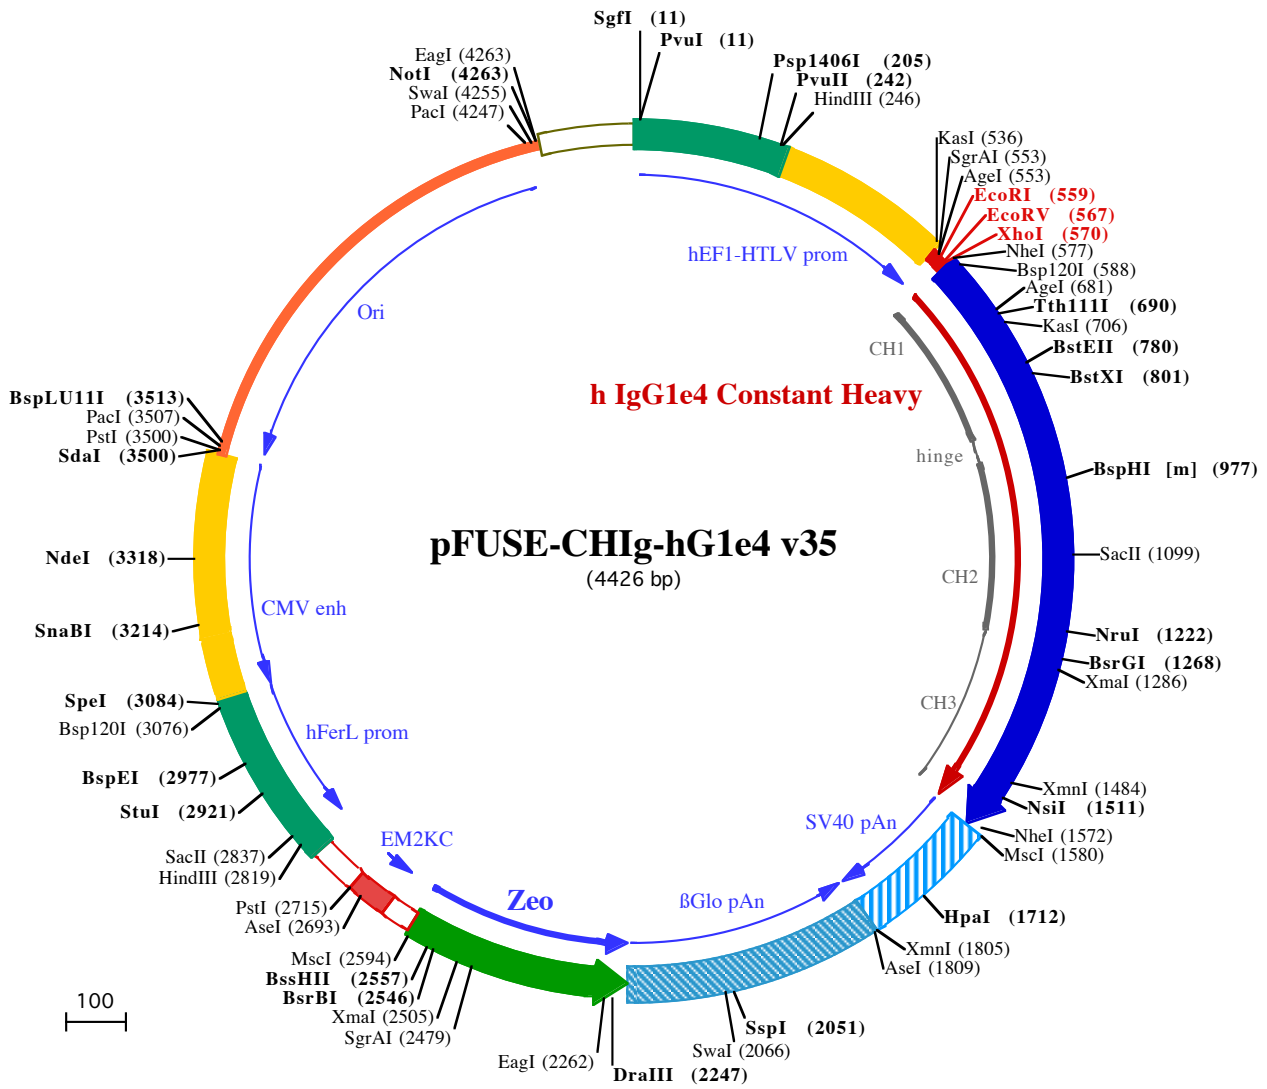 SgfI (11)
PvuI (11)
Psp1406I (205)
PvuII (242)
HindIII (246)
KasI (536)
SgrAI (553)
AgeI (553)
EcoRI (559)
EcoRV (567)
XhoI (570)
NheI (577)
Bsp120I (588)
AgeI (681)
Tth111I (690)
KasI (706)
BstEII (780)
BstXI (801)
BspHI [m] (977)
SacII (1099)
NruI (1222)
BsrGI (1268)
XmaI (1286)
XmnI (1484)
NsiI (1511)
NheI (1572)
MscI (1580)
HpaI (1712)
XmnI (1805)
AseI (1809)
SspI (2051)
SwaI (2066)
DraIII (2247)
EagI (2262)
SgrAI (2479)
XmaI (2505)
BsrBI (2546)
BssHII (2557)
MscI (2594)
AseI (2693)
PstI (2715)
HindIII (2819)
SacII (2837)
StuI (2921)
BspEI (2977)
Bsp120I (3076)
SpeI (3084)
SnaBI (3214)
NdeI (3318)
SdaI (3500)
PstI (3500)
PacI (3507)
BspLU11I (3513)
PacI (4247)
SwaI (4255)
NotI (4263)
EagI (4263)
hEF1-HTLV prom
Ori
CH1
h IgG1e4 Constant Heavy
hinge
pFUSE-CHIg-hG1e4 v35
(4426 bp)
CH2
CMV enh
CH3
hFerL prom
SV40 pAn
EM2KC
Zeo
ßGlo pAn
100